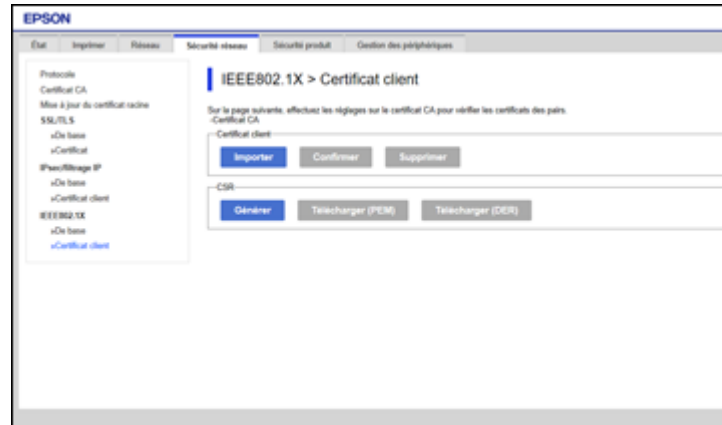 EPSON
État Imprimer Réseau Sécurité réseau Sécurité produit Gestion des périphériques
Protocole
Certificat CA
Mise à jour du certificat racine
SSL/TLS
»De base
»Certificat
IPsec/filtrage IP
»De base
»Certificat client
IEEE802.1X
»De base
»Certificat client
IEEE802.1X > Certificat client
Sur la page suivante, effectuez les réglages sur le certificat CA pour vérifier les certificats des pairs.
-Certificat CA
Certificat client
Importer Confirmer Supprimer
CSR
Générer Télécharger (PEM) Télécharger (DER)